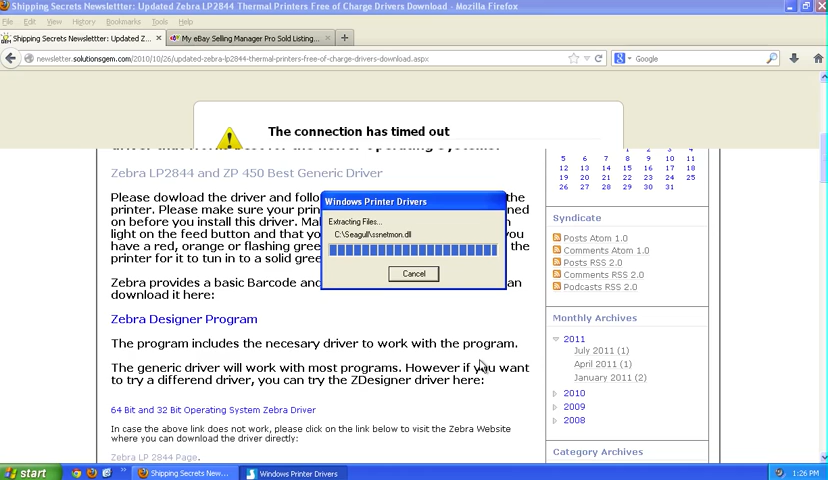 Shipping Secrets Newslettter: Updated Zebra LP2844 Thermal Printers Free of Charge Drivers Download - Mozilla Firefox
File Edit View History Bookmarks Tools Help
Shipping Secrets Newslettter: Updated Z... × My eBay Selling Manager Pro Sold Listing... × +
newsletter.solutionsgem.com/2010/10/26/updated-zebra-lp2844-thermal-printers-free-of-charge-drivers-download.aspx
Google
The connection has timed out
Zebra LP2844 and ZP 450 Best Generic Driver
Please dowload the driver and follo the
printer. Please make sure your prin ned
on before you install this driver. Ma
light on the feed button and that yo you
have a red, orange or flashing gree the
printer for it to tun in to a solid gree
Zebra provides a basic Barcode and an
download it here:
Zebra Designer Program
The program includes the necesary driver to work with the program.
The generic driver will work with most programs. However if you want
to try a differend driver, you can try the ZDesigner driver here:
64 Bit and 32 Bit Operating System Zebra Driver
In case the above link does not work, please click on the link below to visit the Zebra Website
where you can download the driver directly:
Zebra LP 2844 Page.
Windows Printer Drivers
Extracting Files...
C:\Seagull\ssnetmon.dll
Cancel
5 6 7 8 9 10 11
12 13 14 15 16 17 18
19 20 21 22 23 24 25
26 27 28 29 30 31
Syndicate
Posts Atom 1.0
Comments Atom 1.0
Posts RSS 2.0
Comments RSS 2.0
Podcasts RSS 2.0
Monthly Archives
2011
July 2011 (1)
April 2011 (1)
January 2011 (2)
2010
2009
2008
Category Archives
start
Shipping Secrets New...
Windows Printer Drivers
1:26 PM